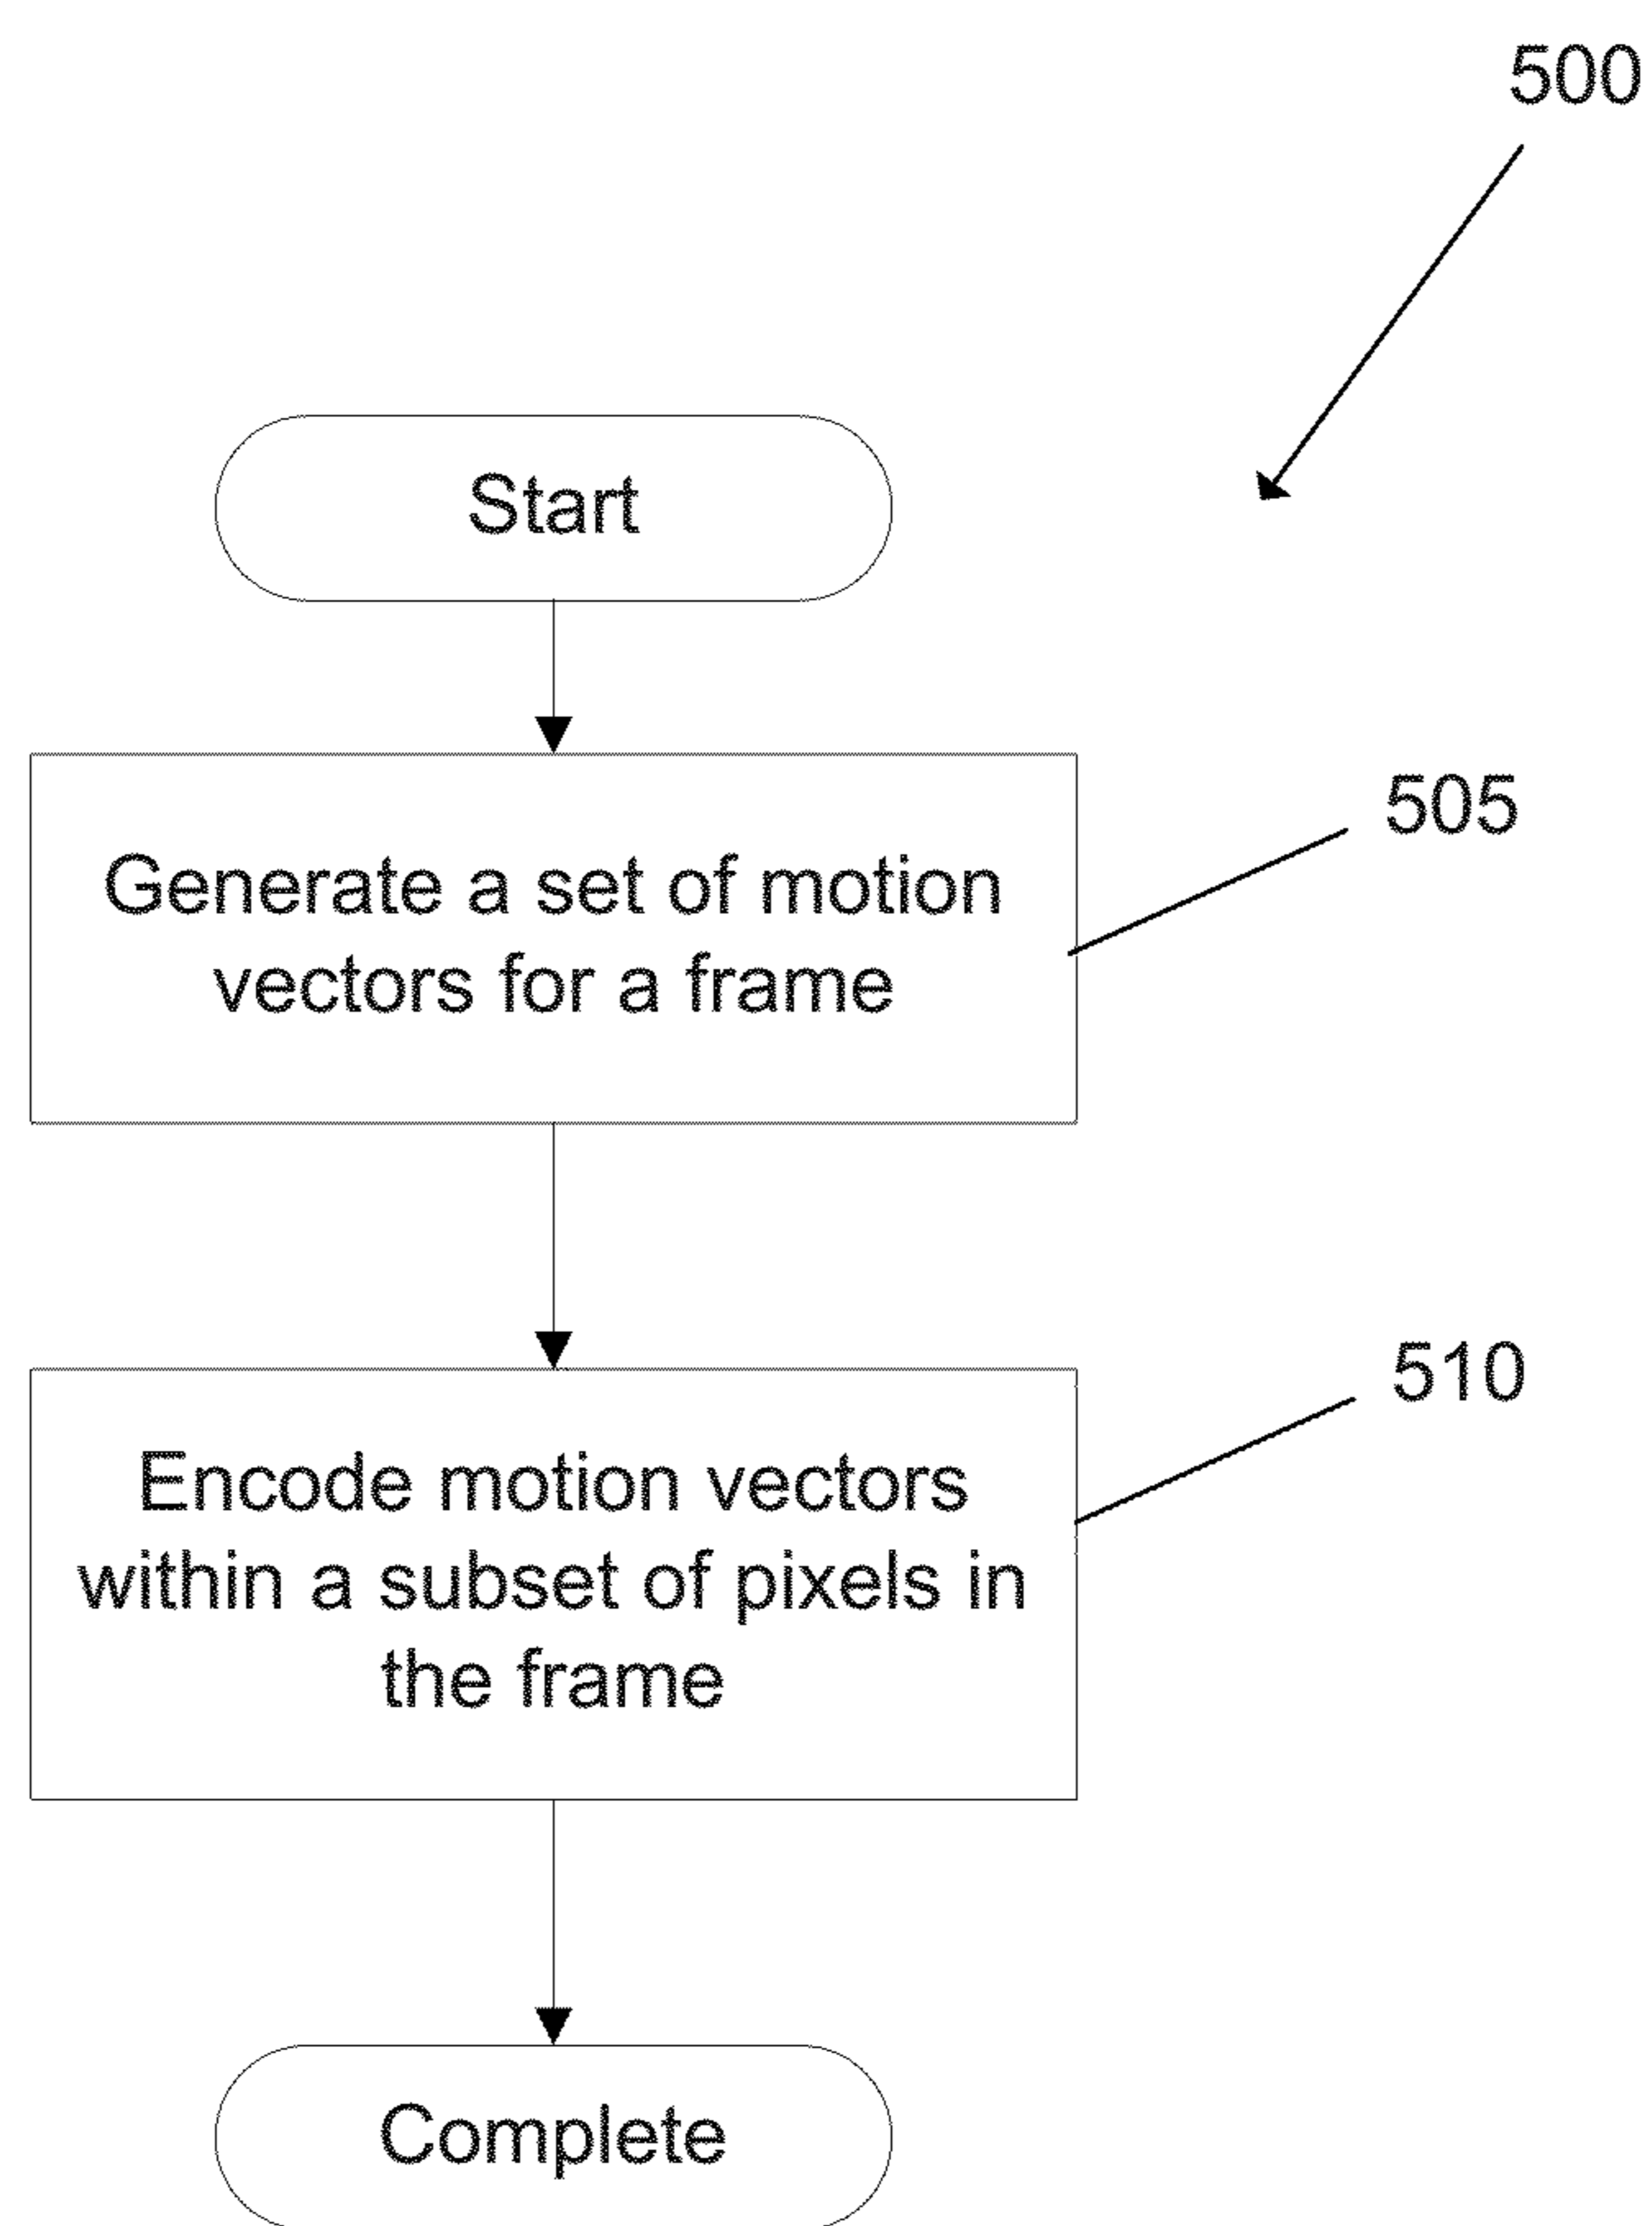 500
Start
505
Generate a set of motion
vectors for a frame
510
Encode motion vectors
within a subset of pixels in
the frame
Complete